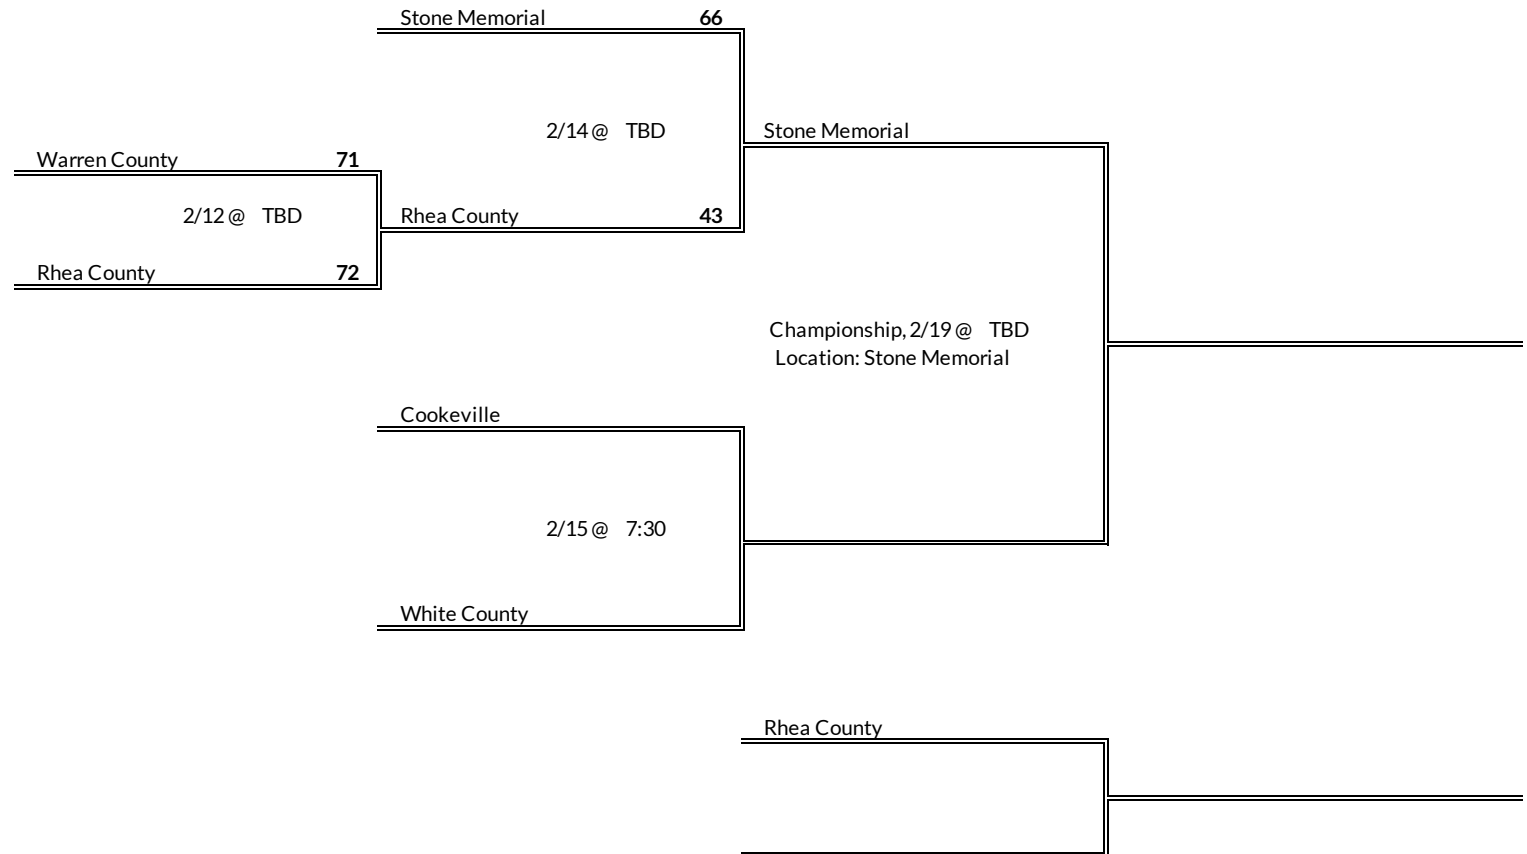 Stone Memorial 66
2/14 @ TBD
Stone Memorial
Warren County 71
2/12 @ TBD
Rhea County 43
Rhea County 72
Championship, 2/19 @ TBD
Location: Stone Memorial
Cookeville
2/15 @ 7:30
White County
Rhea County